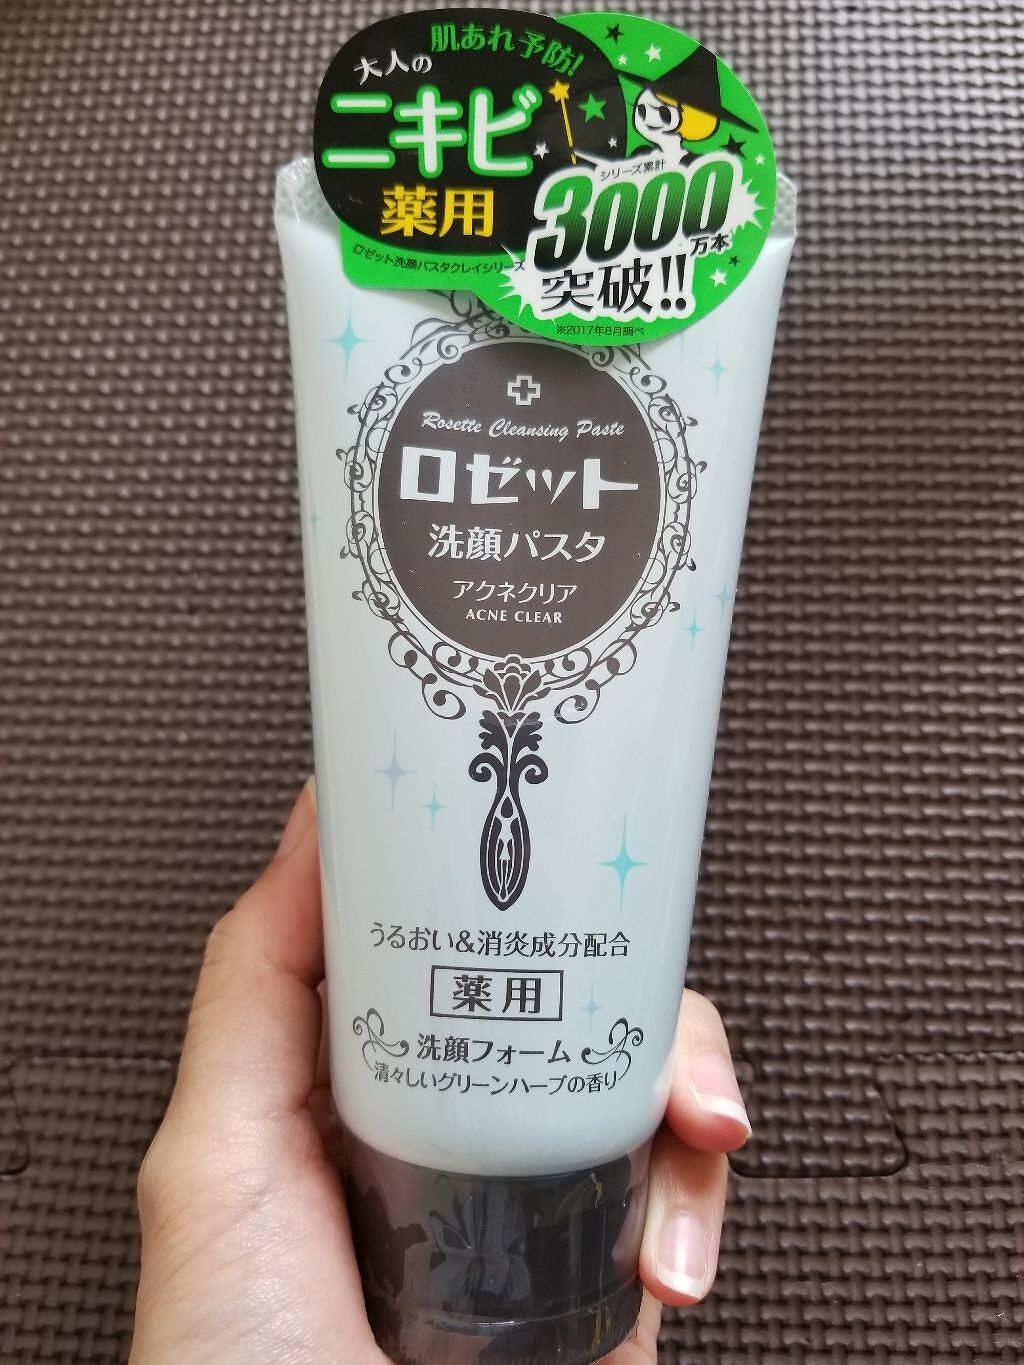 肌あれ予防!
大人の
ニキビ
薬用
ロゼット洗顔パスタクレイシリーズ
シリーズ累計
3000
万本
突破!!
※2017年8月調べ
Rosette Cleansing Paste
ロゼット
洗顔パスタ
アクネクリア
ACNE CLEAR
うるおい&消炎成分配合
薬用
洗顔フォーム
清々しいグリーンハーブの香り